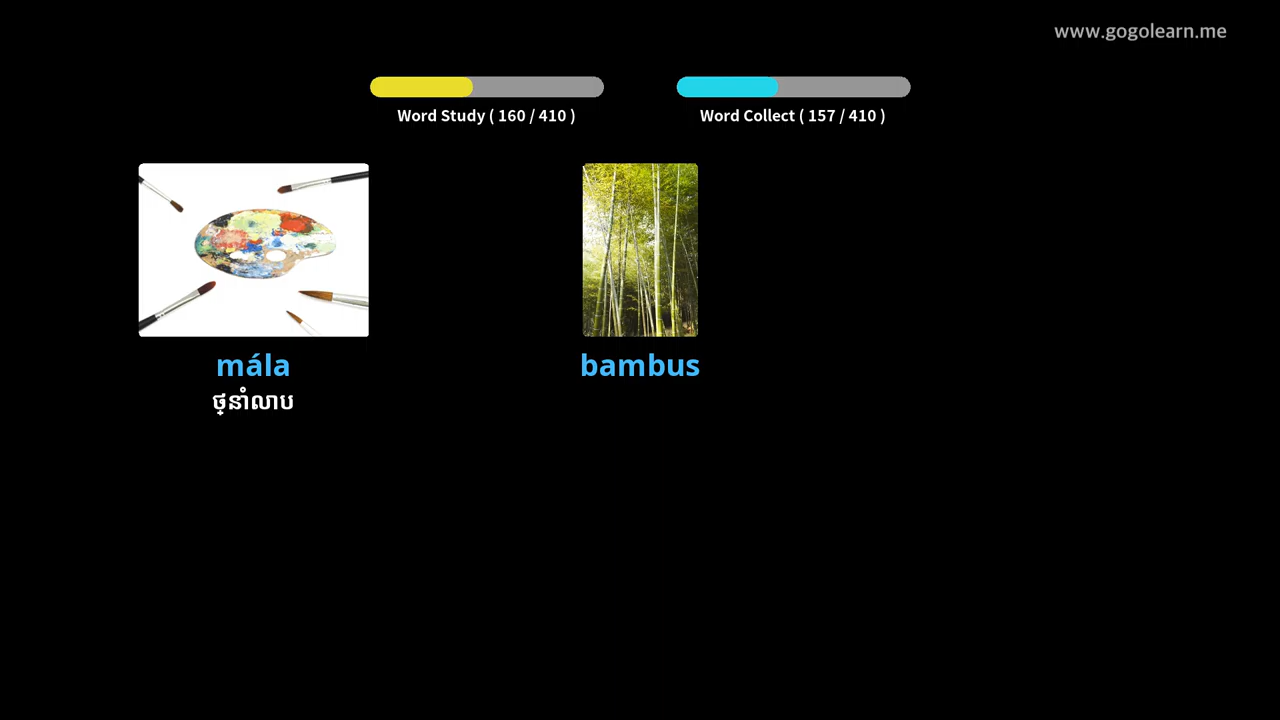 www.gogolearn.me
Word Study ( 160 / 410 )
Word Collect ( 157 / 410 )
mála
ថ្នាំលាប
bambus